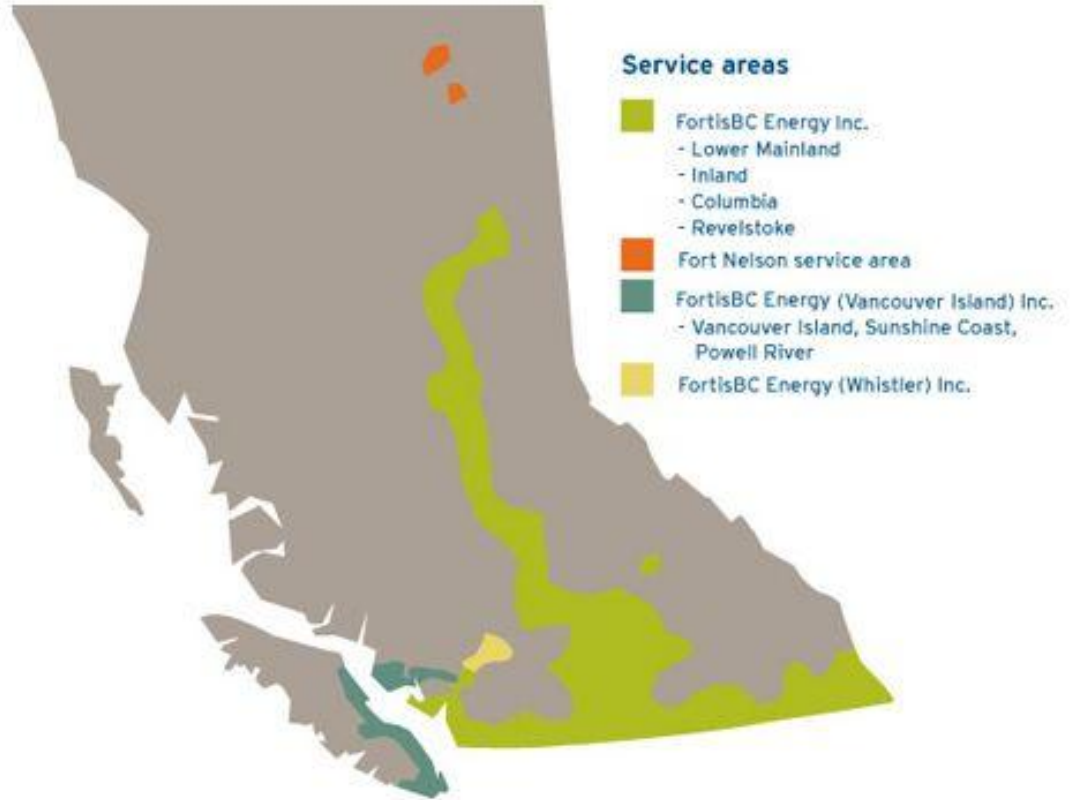 Service areas
FortisBC Energy Inc.
- Lower Mainland
- Inland
- Columbia
- Revelstoke
Fort Nelson service area
FortisBC Energy (Vancouver Island) Inc.
- Vancouver Island, Sunshine Coast,
Powell River
FortisBC Energy (Whistler) Inc.